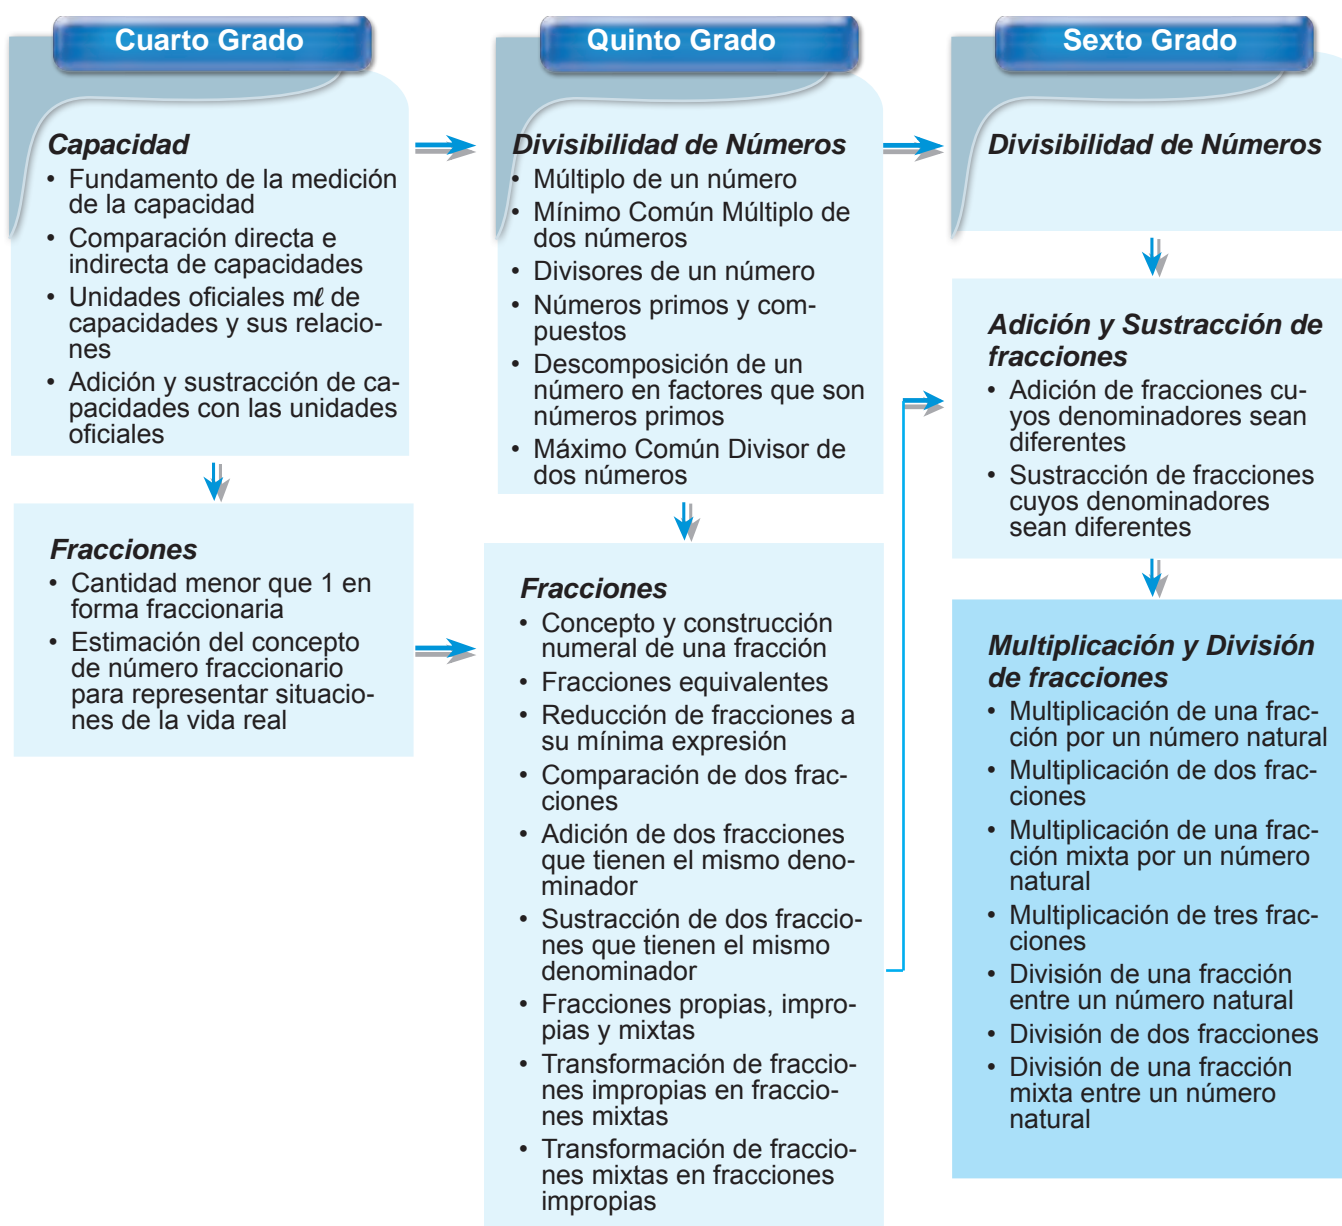 Cuarto Grado
Capacidad
• Fundamento de la medición
de la capacidad
• Comparación directa e
indirecta de capacidades
• Unidades oficiales mℓ de
capacidades y sus relacio-
nes
• Adición y sustracción de ca-
pacidades con las unidades
oficiales
Fracciones
• Cantidad menor que 1 en
forma fraccionaria
• Estimación del concepto
de número fraccionario
para representar situacio-
nes de la vida real
Quinto Grado
Divisibilidad de Números
• Múltiplo de un número
• Mínimo Común Múltiplo de
dos números
• Divisores de un número
• Números primos y com-
puestos
• Descomposición de un
número en factores que son
números primos
• Máximo Común Divisor de
dos números
Fracciones
• Concepto y construcción
numeral de una fracción
• Fracciones equivalentes
• Reducción de fracciones a
su mínima expresión
• Comparación de dos frac-
ciones
• Adición de dos fracciones
que tienen el mismo deno-
minador
• Sustracción de dos fraccio-
nes que tienen el mismo
denominador
• Fracciones propias, impro-
pias y mixtas
• Transformación de fraccio-
nes impropias en fraccio-
nes mixtas
• Transformación de fraccio-
nes mixtas en fracciones
impropias
Sexto Grado
Divisibilidad de Números
Adición y Sustracción de
fracciones
• Adición de fracciones cu-
yos denominadores sean
diferentes
• Sustracción de fracciones
cuyos denominadores
sean diferentes
Multiplicación y División
de fracciones
• Multiplicación de una frac-
ción por un número natural
• Multiplicación de dos frac-
ciones
• Multiplicación de una frac-
ción mixta por un número
natural
• Multiplicación de tres frac-
ciones
• División de una fracción
entre un número natural
• División de dos fracciones
• División de una fracción
mixta entre un número
natural